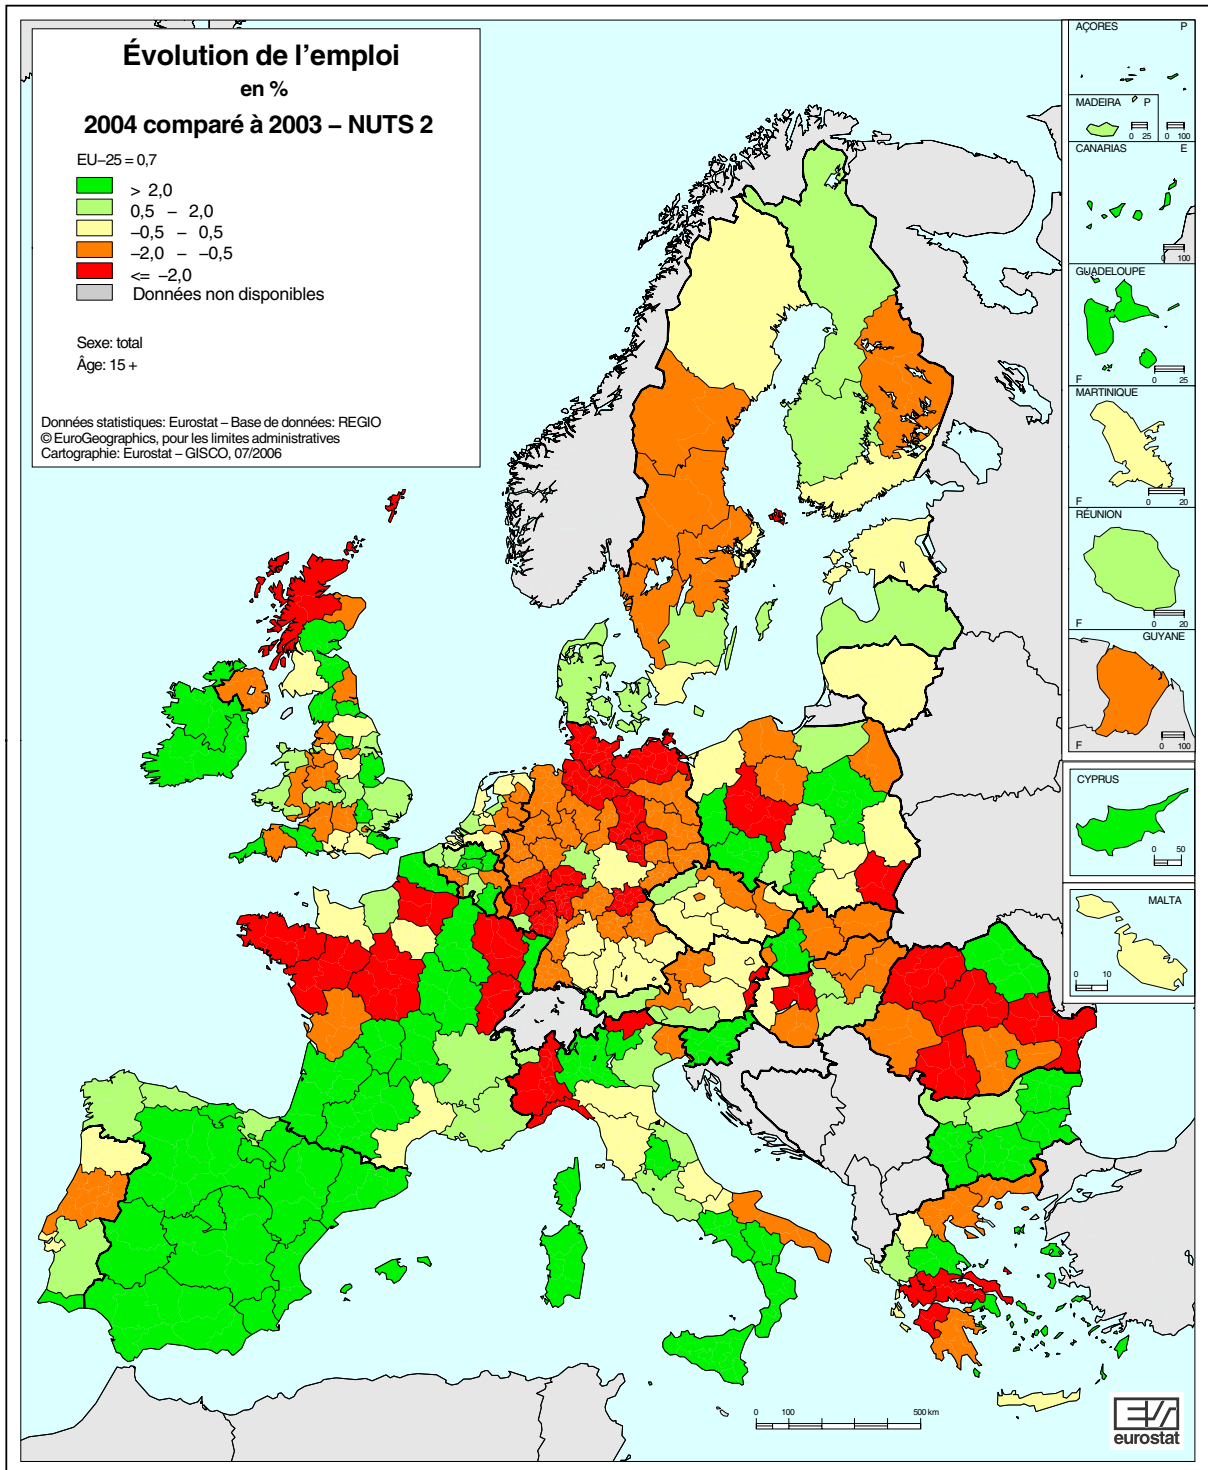 Évolution de l'emploi
en %
2004 comparé à 2003 – NUTS 2
EU–25 = 0,7
> 2,0
0,5 – 2,0
–0,5 – 0,5
–2,0 – –0,5
<= –2,0
Données non disponibles
Sexe: total
Âge: 15 +
Données statistiques: Eurostat – Base de données: REGIO
© EuroGeographics, pour les limites administratives
Cartographie: Eurostat – GISCO, 07/2006
AÇORES P
MADEIRA P
0 25 0 100
CANARIAS E
0 100
GUADELOUPE
F 0 25
MARTINIQUE
F 0 20
RÉUNION
F 0 20
GUYANE
F 0 100
CYPRUS
0 50
MALTA
0 10
0 100 500 km
eurostat